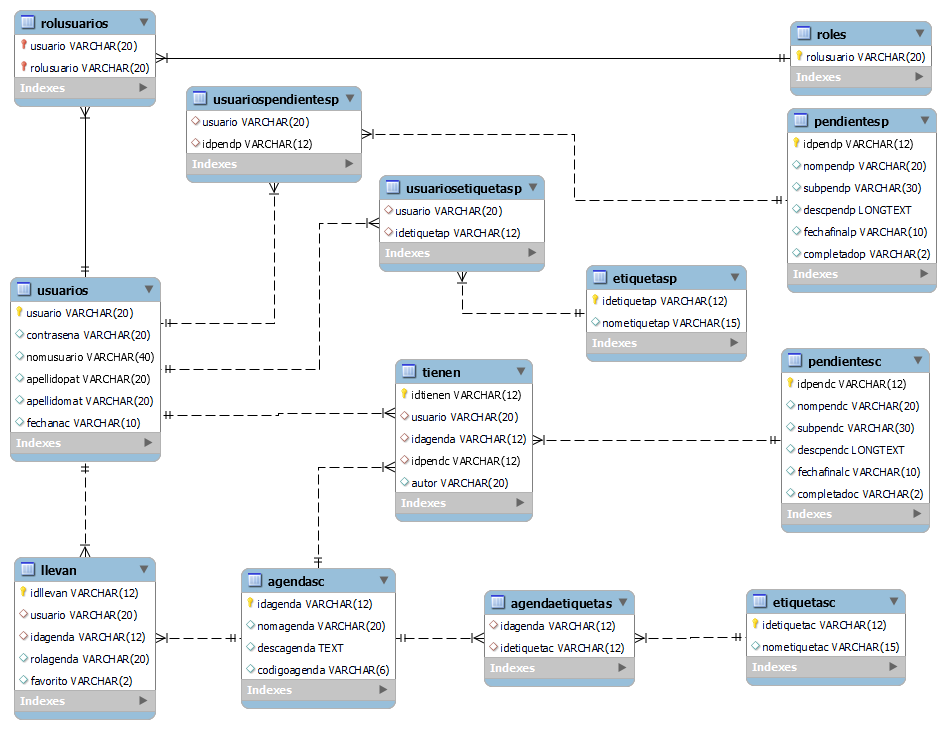 rolusuarios
usuario VARCHAR(20)
rolusuario VARCHAR(20)
Indexes
roles
rolusuario VARCHAR(20)
Indexes
usuariospendientesp
usuario VARCHAR(20)
idpendp VARCHAR(12)
Indexes
pendientesp
idpendp VARCHAR(12)
nompendp VARCHAR(20)
subpendp VARCHAR(30)
descpendp LONGTEXT
fechafinalp VARCHAR(10)
completadop VARCHAR(2)
Indexes
usuariosetiquetasp
usuario VARCHAR(20)
idetiquetap VARCHAR(12)
Indexes
etiquetasp
idetiquetap VARCHAR(12)
nometiquetap VARCHAR(15)
Indexes
usuarios
usuario VARCHAR(20)
contrasena VARCHAR(20)
nomusuario VARCHAR(40)
apellidopat VARCHAR(20)
apellidomat VARCHAR(20)
fechanac VARCHAR(10)
Indexes
tienen
idtienen VARCHAR(12)
usuario VARCHAR(20)
idagenda VARCHAR(12)
idpendc VARCHAR(12)
autor VARCHAR(20)
Indexes
pendientesc
idpendc VARCHAR(12)
nompendc VARCHAR(20)
subpendc VARCHAR(30)
descpendc LONGTEXT
fechafinalc VARCHAR(10)
completadoc VARCHAR(2)
Indexes
llevan
idllevan VARCHAR(12)
usuario VARCHAR(20)
idagenda VARCHAR(12)
rolagenda VARCHAR(20)
favorito VARCHAR(2)
Indexes
agendasc
idagenda VARCHAR(12)
nomagenda VARCHAR(20)
descagenda TEXT
codigoagenda VARCHAR(6)
Indexes
agendaetiquetas
idagenda VARCHAR(12)
idetiquetac VARCHAR(12)
Indexes
etiquetasc
idetiquetac VARCHAR(12)
nometiquetac VARCHAR(15)
Indexes